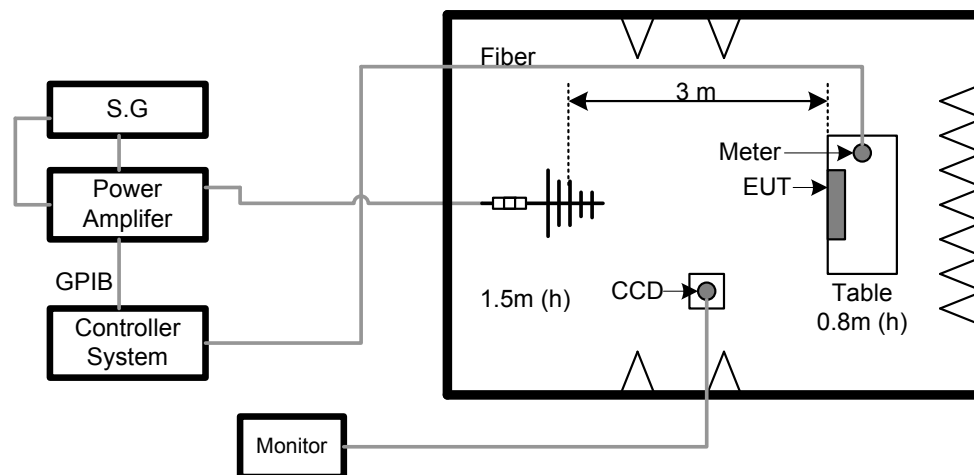 Fiber
3 m
S.G
Meter
Power
Amplifer
EUT
GPIB
1.5m (h)
CCD
Table
0.8m (h)
Controller
System
Monitor